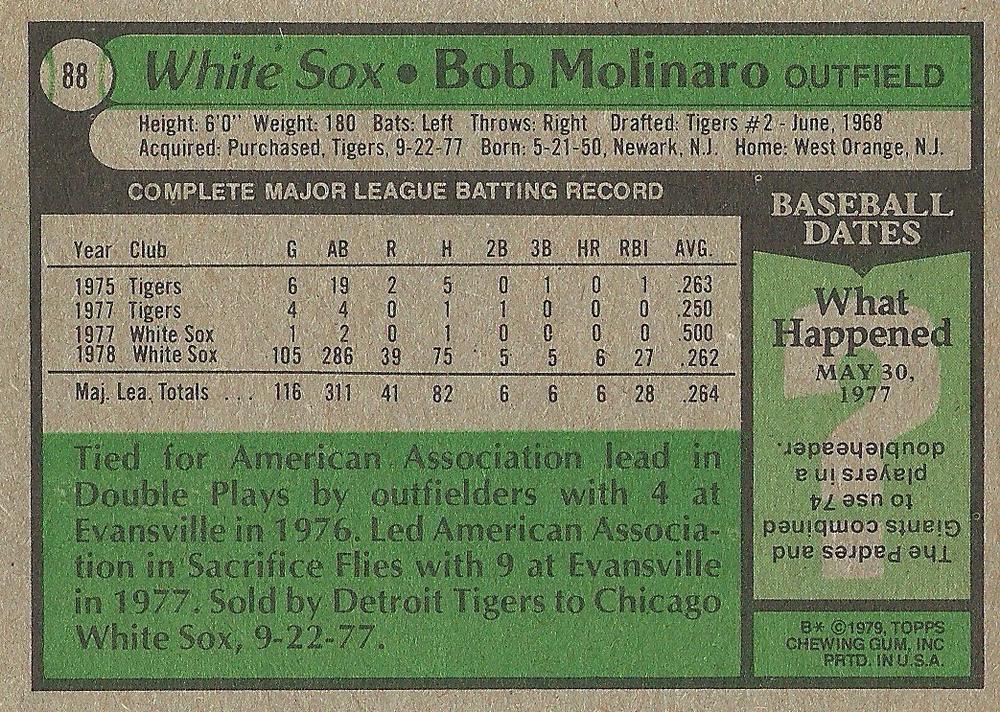 88
White Sox • Bob Molinaro OUTFIELD
Height: 6'0" Weight: 180 Bats: Left Throws: Right Drafted: Tigers #2 - June, 1968
Acquired: Purchased, Tigers, 9-22-77 Born: 5-21-50, Newark, N.J. Home: West Orange, N.J.
COMPLETE MAJOR LEAGUE BATTING RECORD
Year Club G AB R H 2B 3B HR RBI AVG.
1975 Tigers 6 19 2 5 0 1 0 1 .263
1977 Tigers 4 4 0 1 1 0 0 0 .250
1977 White Sox 1 2 0 1 0 0 0 0 .500
1978 White Sox 105 286 39 75 5 5 6 27 .262
Maj. Lea. Totals . . . 116 311 41 82 6 6 6 28 .264
Tied for American Association lead in
Double Plays by outfielders with 4 at
Evansville in 1976. Led American Associa-
tion in Sacrifice Flies with 9 at Evansville
in 1977. Sold by Detroit Tigers to Chicago
White Sox, 9-22-77.
BASEBALL
DATES
What
Happened
MAY 30,
1977
?
The Padres and
Giants combined
to use 74
players in a
doubleheader.
B* ©1979, TOPPS
CHEWING GUM, INC
PRTD. IN U.S.A.